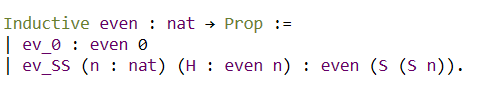 Inductive even : nat → Prop :=
| ev_0 : even 0
| ev_SS (n : nat) (H : even n) : even (S (S n)).